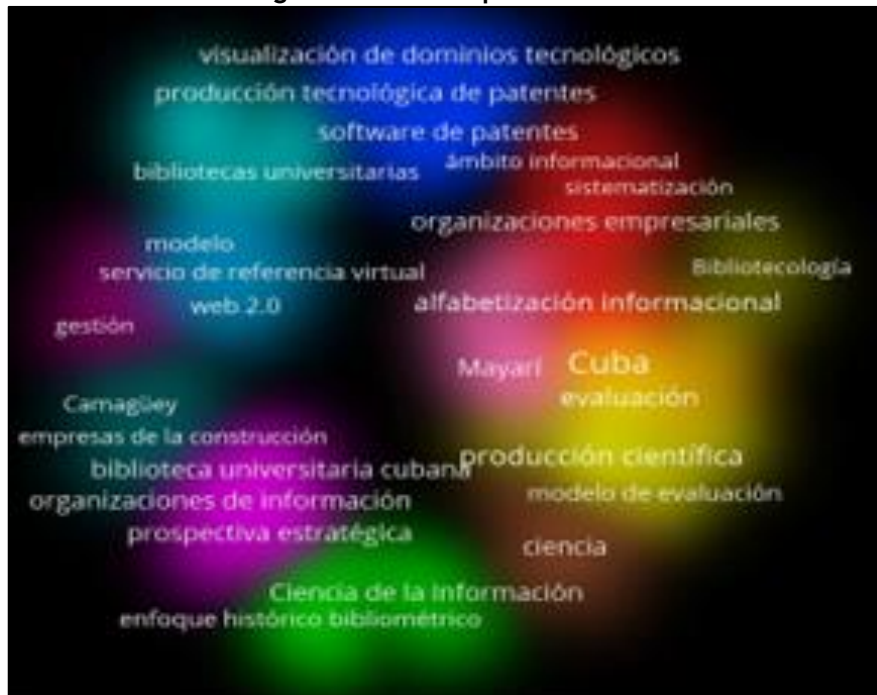 visualización de dominios tecnológicos
producción tecnológica de patentes
software de patentes
ámbito informacional
bibliotecas universitarias
sistematización
organizaciones empresariales
modelo
servicio de referencia virtual
Bibliotecología
web 2.0
alfabetización informacional
gestión
Mayarí
Cuba
evaluación
Camagüey
empresas de la construcción
biblioteca universitaria cubana
producción científica
organizaciones de información
modelo de evaluación
prospectiva estratégica
ciencia
Ciencia de la Información
enfoque histórico bibliométrico